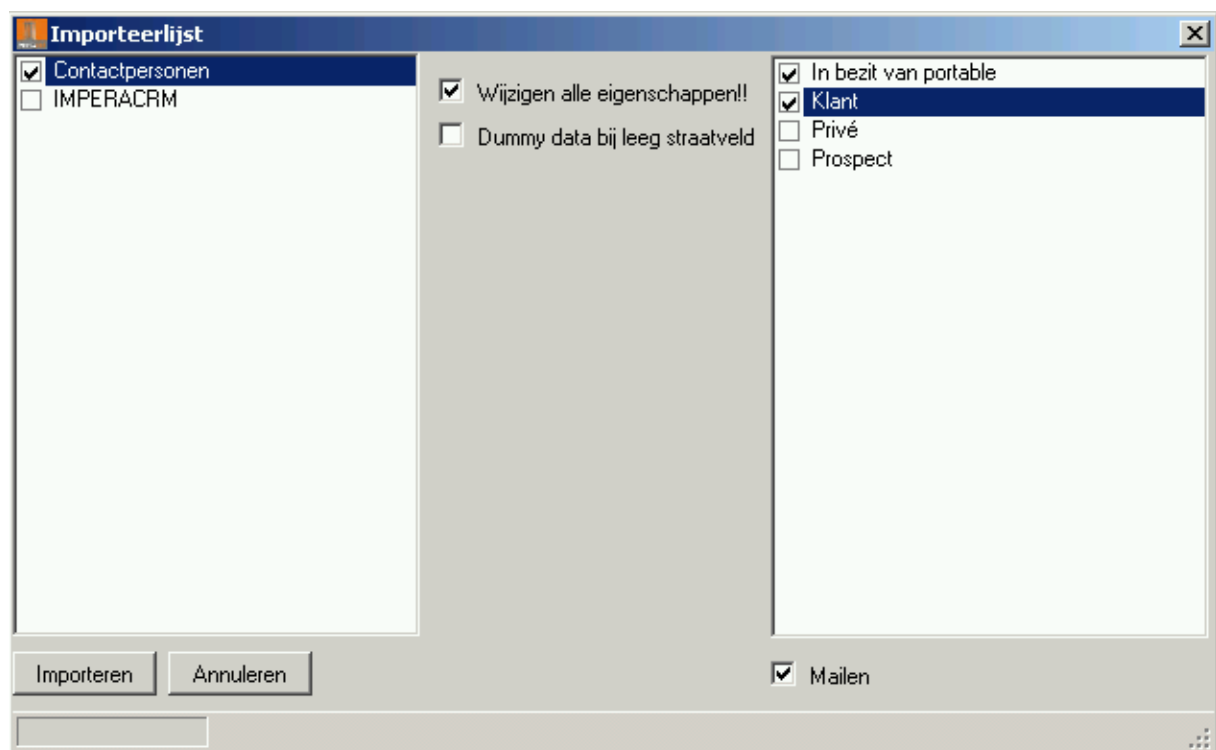 Importeerlijst
Contactpersonen
IMPERACRM
Wijzigen alle eigenschappen!!
Dummy data bij leeg straatveld
In bezit van portable
Klant
Privé
Prospect
Importeren
Annuleren
Mailen